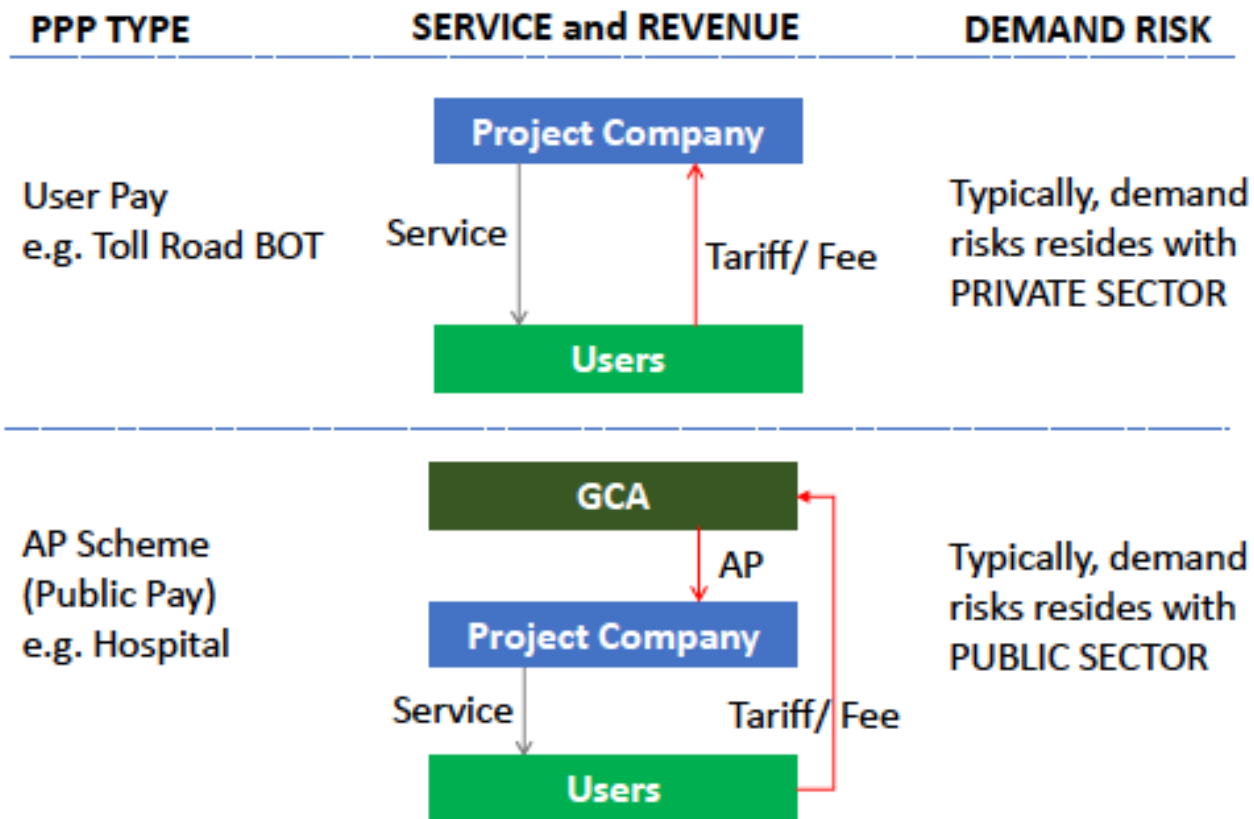 PPP TYPE
SERVICE and REVENUE
DEMAND RISK
Project Company
User Pay
e.g. Toll Road BOT
Service
Tariff/ Fee
Typically, demand
risks resides with
PRIVATE SECTOR
Users
GCA
AP Scheme
(Public Pay)
e.g. Hospital
AP
Project Company
Service
Tariff/ Fee
Typically, demand
risks resides with
PUBLIC SECTOR
Users